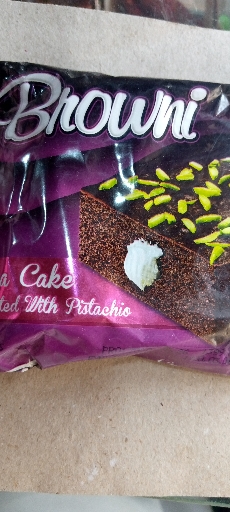 Browni
a Cake
ted With Pistachio